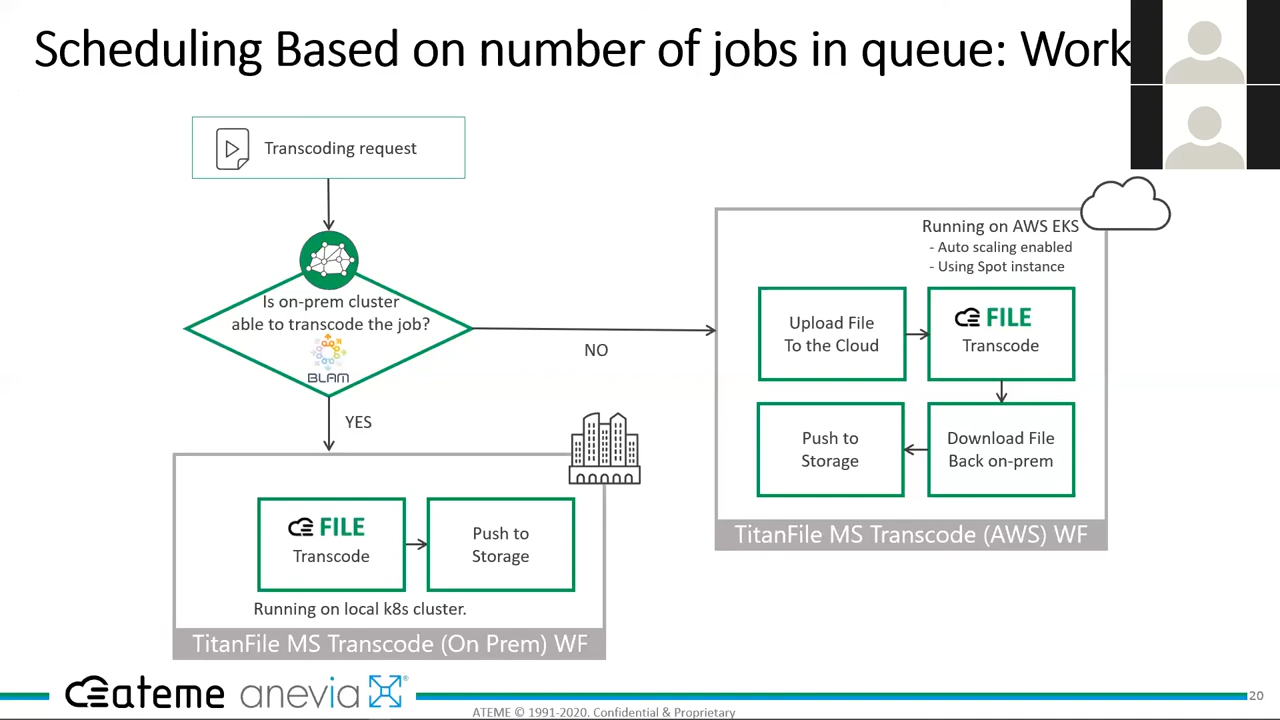 Scheduling Based on number of jobs in queue: Work
Transcoding request
Is on-prem cluster
able to transcode the job?
BLAM
NO
YES
Running on AWS EKS
- Auto scaling enabled
- Using Spot instance
Upload File
To the Cloud
FILE
Transcode
Push to
Storage
Download File
Back on-prem
TitanFile MS Transcode (AWS) WF
FILE
Transcode
Push to
Storage
Running on local k8s cluster.
TitanFile MS Transcode (On Prem) WF
ateme anevia
ATEME © 1991-2020. Confidential & Proprietary
20